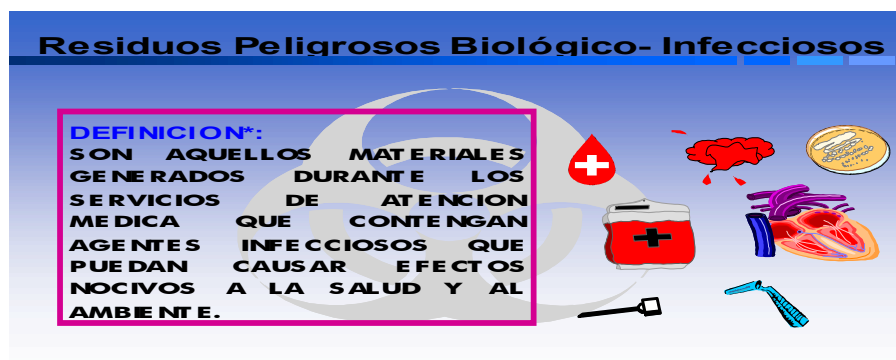 Residuos Peligrosos Biológico- Infecciosos
DEFINICION*:
SON AQUELLOS MATERIALES
GENERADOS DURANTE LOS
SERVICIOS DE ATENCION
MEDICA QUE CONTENGAN
AGENTES INFECCIOSOS QUE
PUEDAN CAUSAR EFECTOS
NOCIVOS A LA SALUD Y AL
AMBIENTE.